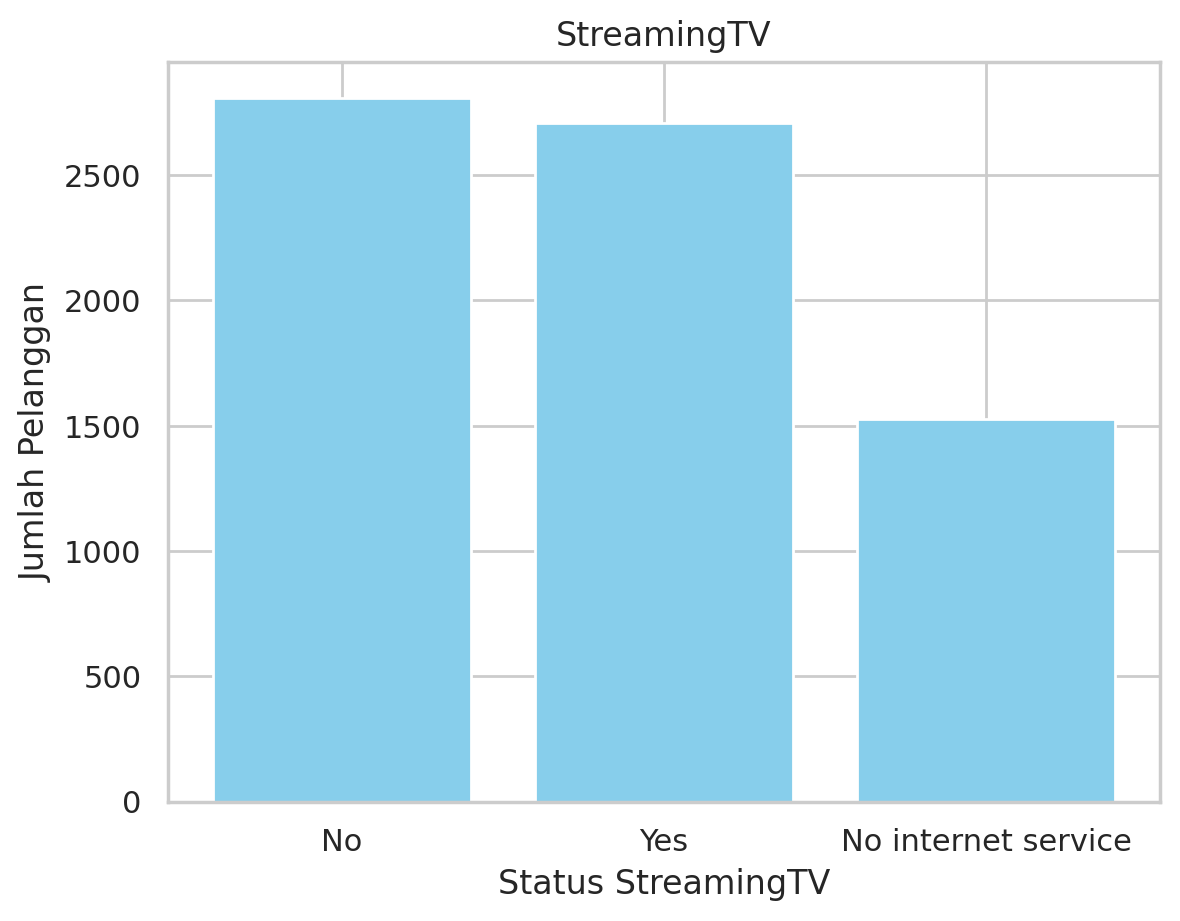 StreamingTV
Jumlah Pelanggan
2500
2000
1500
1000
500
0
No
Yes
No internet service
Status StreamingTV